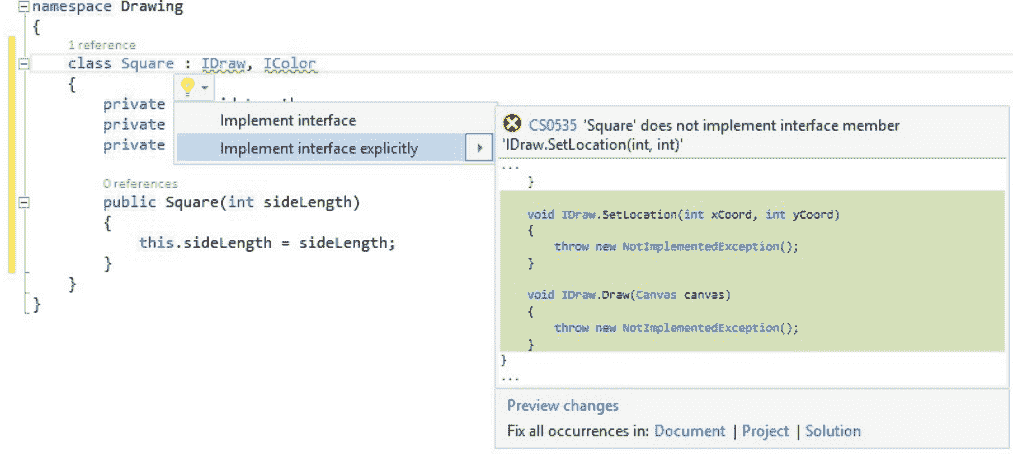 namespace Drawing
{
1 reference
class Square : IDraw, IColor
{
private
private
private
Implement interface
Implement interface explicitly
0 references
public Square(int sideLength)
{
this.sideLength = sideLength;
}
}
}
CS0535 'Square' does not implement interface member
'IDraw.SetLocation(int, int)'
...
}
void IDraw.SetLocation(int xCoord, int yCoord)
{
throw new NotImplementedException();
}
void IDraw.Draw(Canvas canvas)
{
throw new NotImplementedException();
}
}
...
Preview changes
Fix all occurrences in: Document | Project | Solution